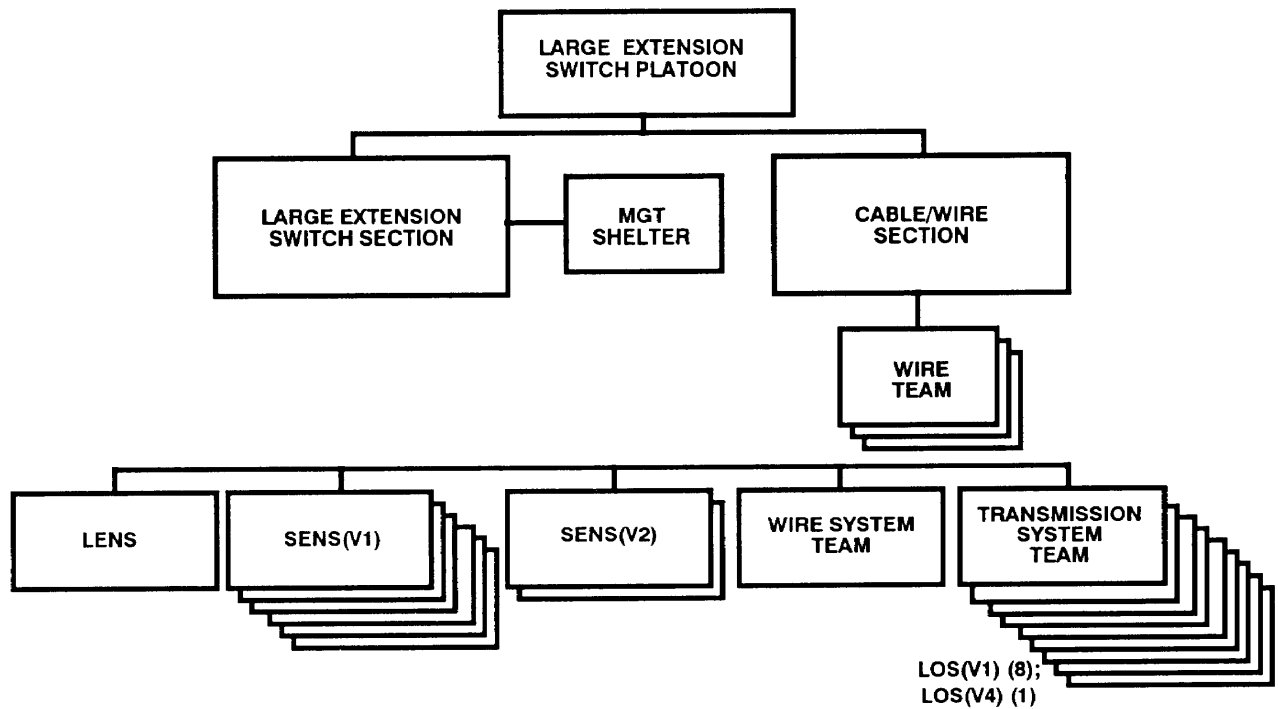 LARGE EXTENSION
SWITCH PLATOON
LARGE EXTENSION
SWITCH SECTION
MGT
SHELTER
CABLE/WIRE
SECTION
WIRE
TEAM
LENS
SENS(V1)
SENS(V2)
WIRE SYSTEM
TEAM
TRANSMISSION
SYSTEM
TEAM
LOS(V1) (8);
LOS(V4) (1)